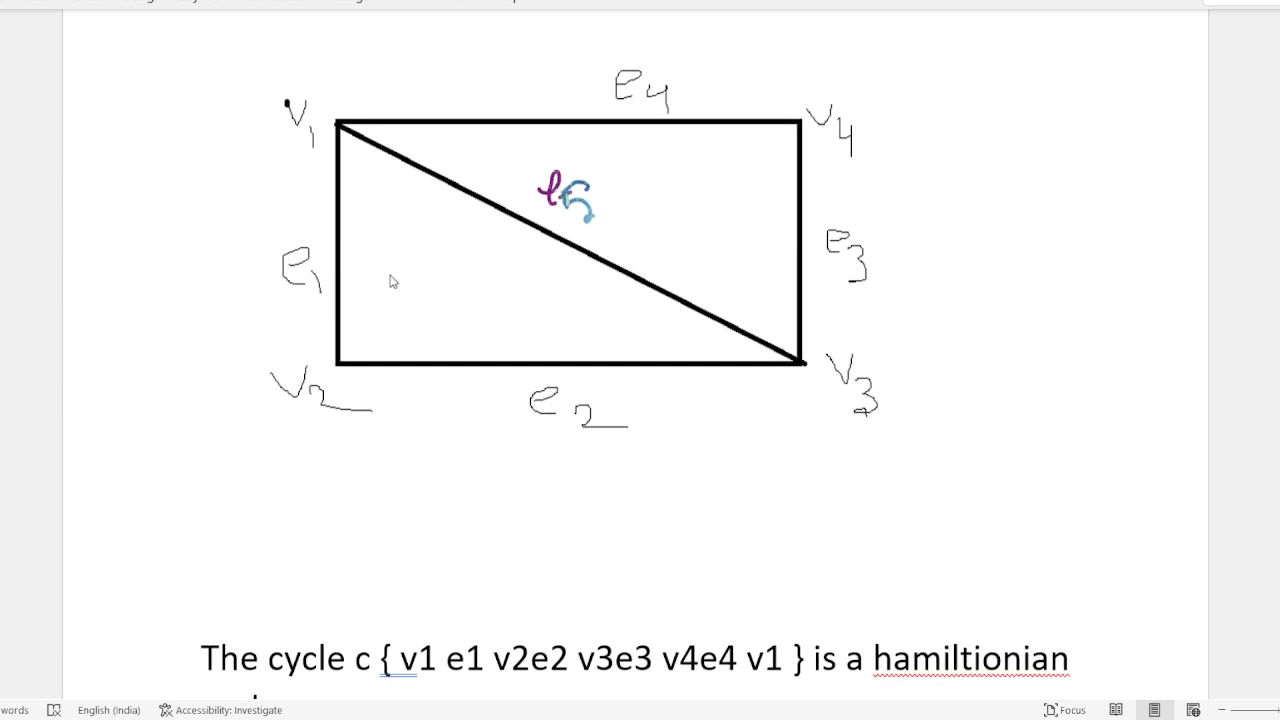 e4
v1
v4
e5
e1
e3
v2
e2
v3
The cycle c { v1 e1 v2e2 v3e3 v4e4 v1 } is a hamiltionian
words English (India) Accessibility: Investigate Focus